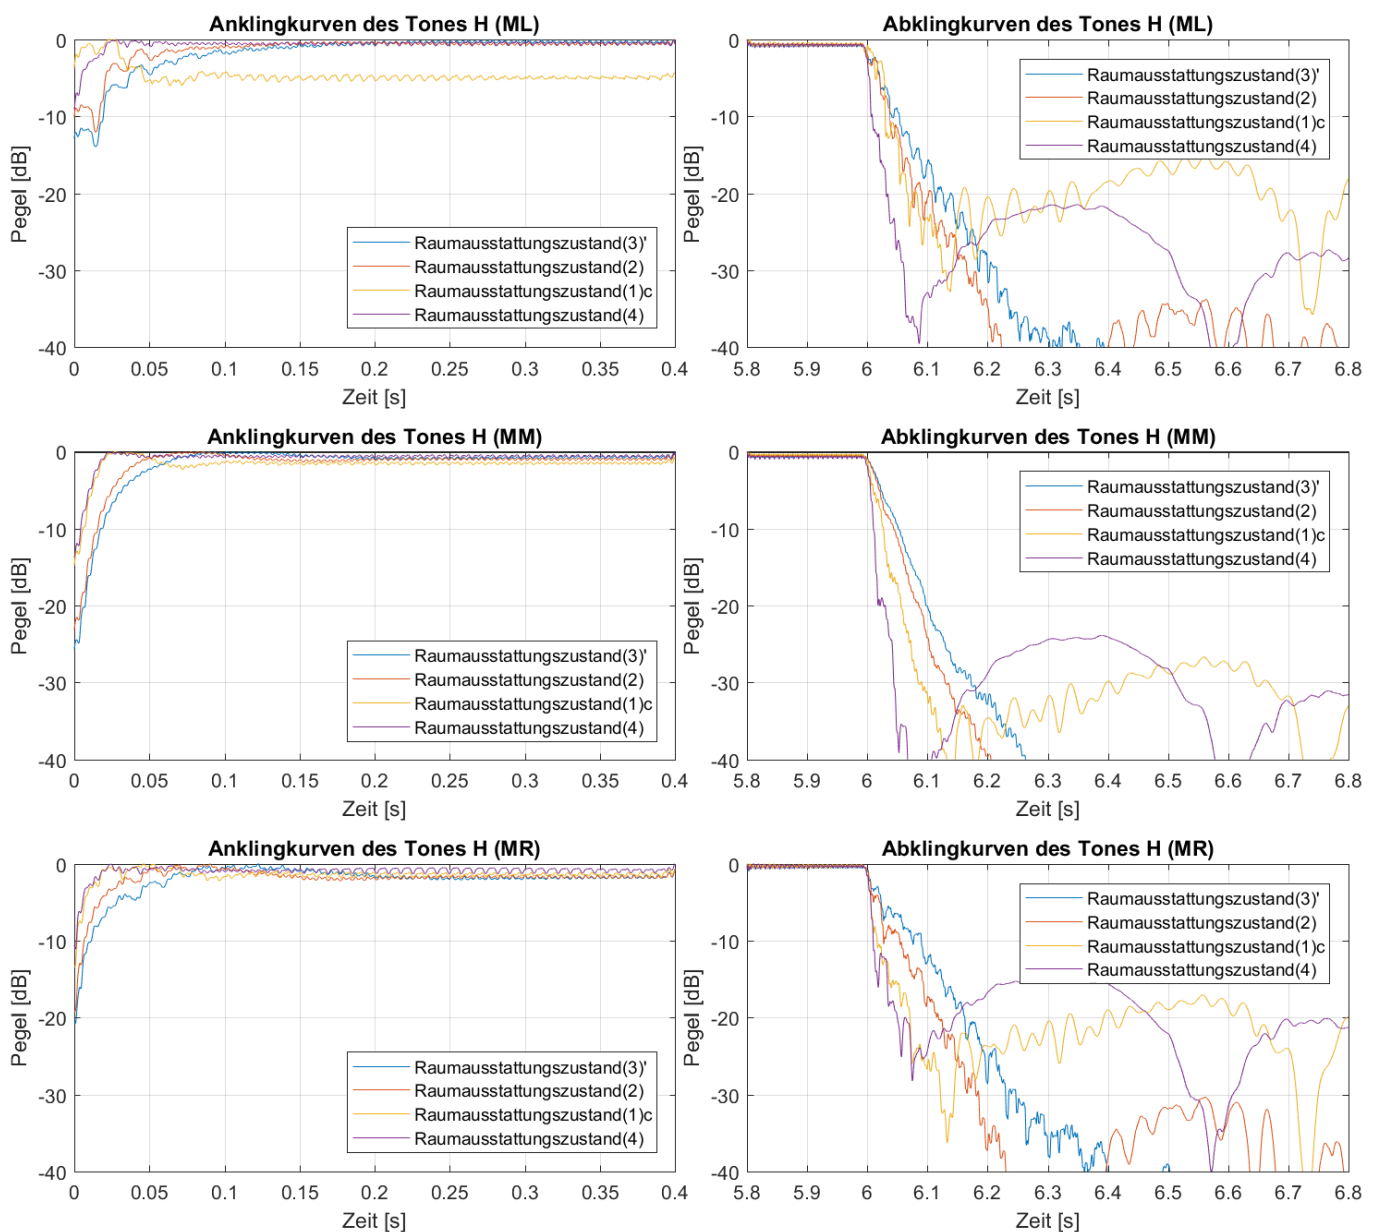 Anklingkurven des Tones H (ML)
Pegel [dB]
0
-10
-20
-30
-40
Raumausstattungszustand(3)'
Raumausstattungszustand(2)
Raumausstattungszustand(1)c
Raumausstattungszustand(4)
0 0.05 0.1 0.15 0.2 0.25 0.3 0.35 0.4
Zeit [s]
Abklingkurven des Tones H (ML)
Pegel [dB]
0
-10
-20
-30
-40
Raumausstattungszustand(3)'
Raumausstattungszustand(2)
Raumausstattungszustand(1)c
Raumausstattungszustand(4)
5.8 5.9 6 6.1 6.2 6.3 6.4 6.5 6.6 6.7 6.8
Zeit [s]
Anklingkurven des Tones H (MM)
Pegel [dB]
0
-10
-20
-30
-40
Raumausstattungszustand(3)'
Raumausstattungszustand(2)
Raumausstattungszustand(1)c
Raumausstattungszustand(4)
0 0.05 0.1 0.15 0.2 0.25 0.3 0.35 0.4
Zeit [s]
Abklingkurven des Tones H (MM)
Pegel [dB]
0
-10
-20
-30
-40
Raumausstattungszustand(3)'
Raumausstattungszustand(2)
Raumausstattungszustand(1)c
Raumausstattungszustand(4)
5.8 5.9 6 6.1 6.2 6.3 6.4 6.5 6.6 6.7 6.8
Zeit [s]
Anklingkurven des Tones H (MR)
Pegel [dB]
0
-10
-20
-30
-40
Raumausstattungszustand(3)'
Raumausstattungszustand(2)
Raumausstattungszustand(1)c
Raumausstattungszustand(4)
0 0.05 0.1 0.15 0.2 0.25 0.3 0.35 0.4
Zeit [s]
Abklingkurven des Tones H (MR)
Pegel [dB]
0
-10
-20
-30
-40
Raumausstattungszustand(3)'
Raumausstattungszustand(2)
Raumausstattungszustand(1)c
Raumausstattungszustand(4)
5.8 5.9 6 6.1 6.2 6.3 6.4 6.5 6.6 6.7 6.8
Zeit [s]